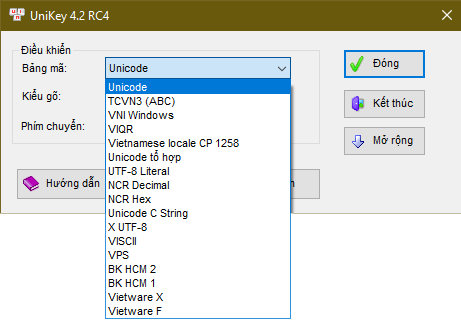 UniKey 4.2 RC4
Điều khiển
Bảng mã:
Unicode
Đóng
Unicode
TCVN3 (ABC)
Kiểu gõ:
VNI Windows
Kết thúc
VIQR
Phím chuyển:
Vietnamese locale CP 1258
Mở rộng
Unicode tổ hợp
UTF-8 Literal
Hướng dẫn
NCR Decimal
NCR Hex
Unicode C String
X UTF-8
VISCII
VPS
BK HCM 2
BK HCM 1
Vietware X
Vietware F